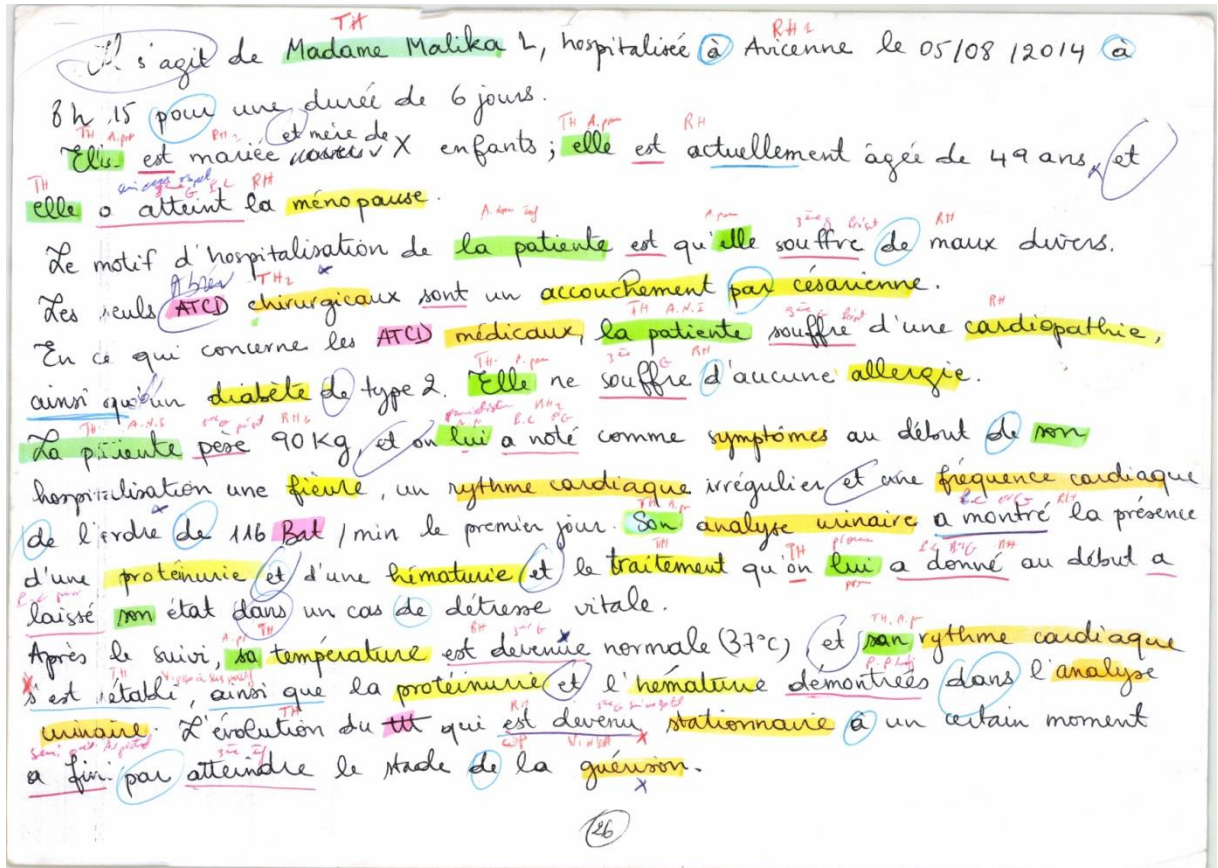 Il s'agit de Madame Malika L, hospitalisée à Avicenne le 05/08/2014 à
8h 15 pour une durée de 6 jours.
Elle est mariée et mère de X enfants ; elle est actuellement agée de 49 ans, et
elle a atteint la ménopause.
Le motif d'hospitalisation de la patiente est qu'elle souffre de maux divers.
Les seuls ATCD chirurgicaux sont un accouchement par césarienne.
En ce qui concerne les ATCD médicaux, la patiente souffre d'une cardiopathie,
ainsi qu'un diabète de type 2. Elle ne souffre d'aucune allergie.
La patiente pèse 90 Kg, et on lui a noté comme symptômes au début de son
hospitalisation une fièvre, un rythme cardiaque irrégulier et une fréquence cardiaque
de l'ordre de 116 Bat / min le premier jour. Son analyse urinaire a montré la présence
d'une protéinurie et d'une hématurie et le traitement qu'on lui a donné au début a
laissé son état dans un cas de détresse vitale.
Après le suivi, sa température est devenue normale (37°c) et son rythme cardiaque
s'est établi, ainsi que la protéinurie et l'hématurie démontrées dans l'analyse
urinaire. L'évolution du ttt qui est devenu stationnaire à un certain moment
a fini par atteindre le stade de la guérison.
26